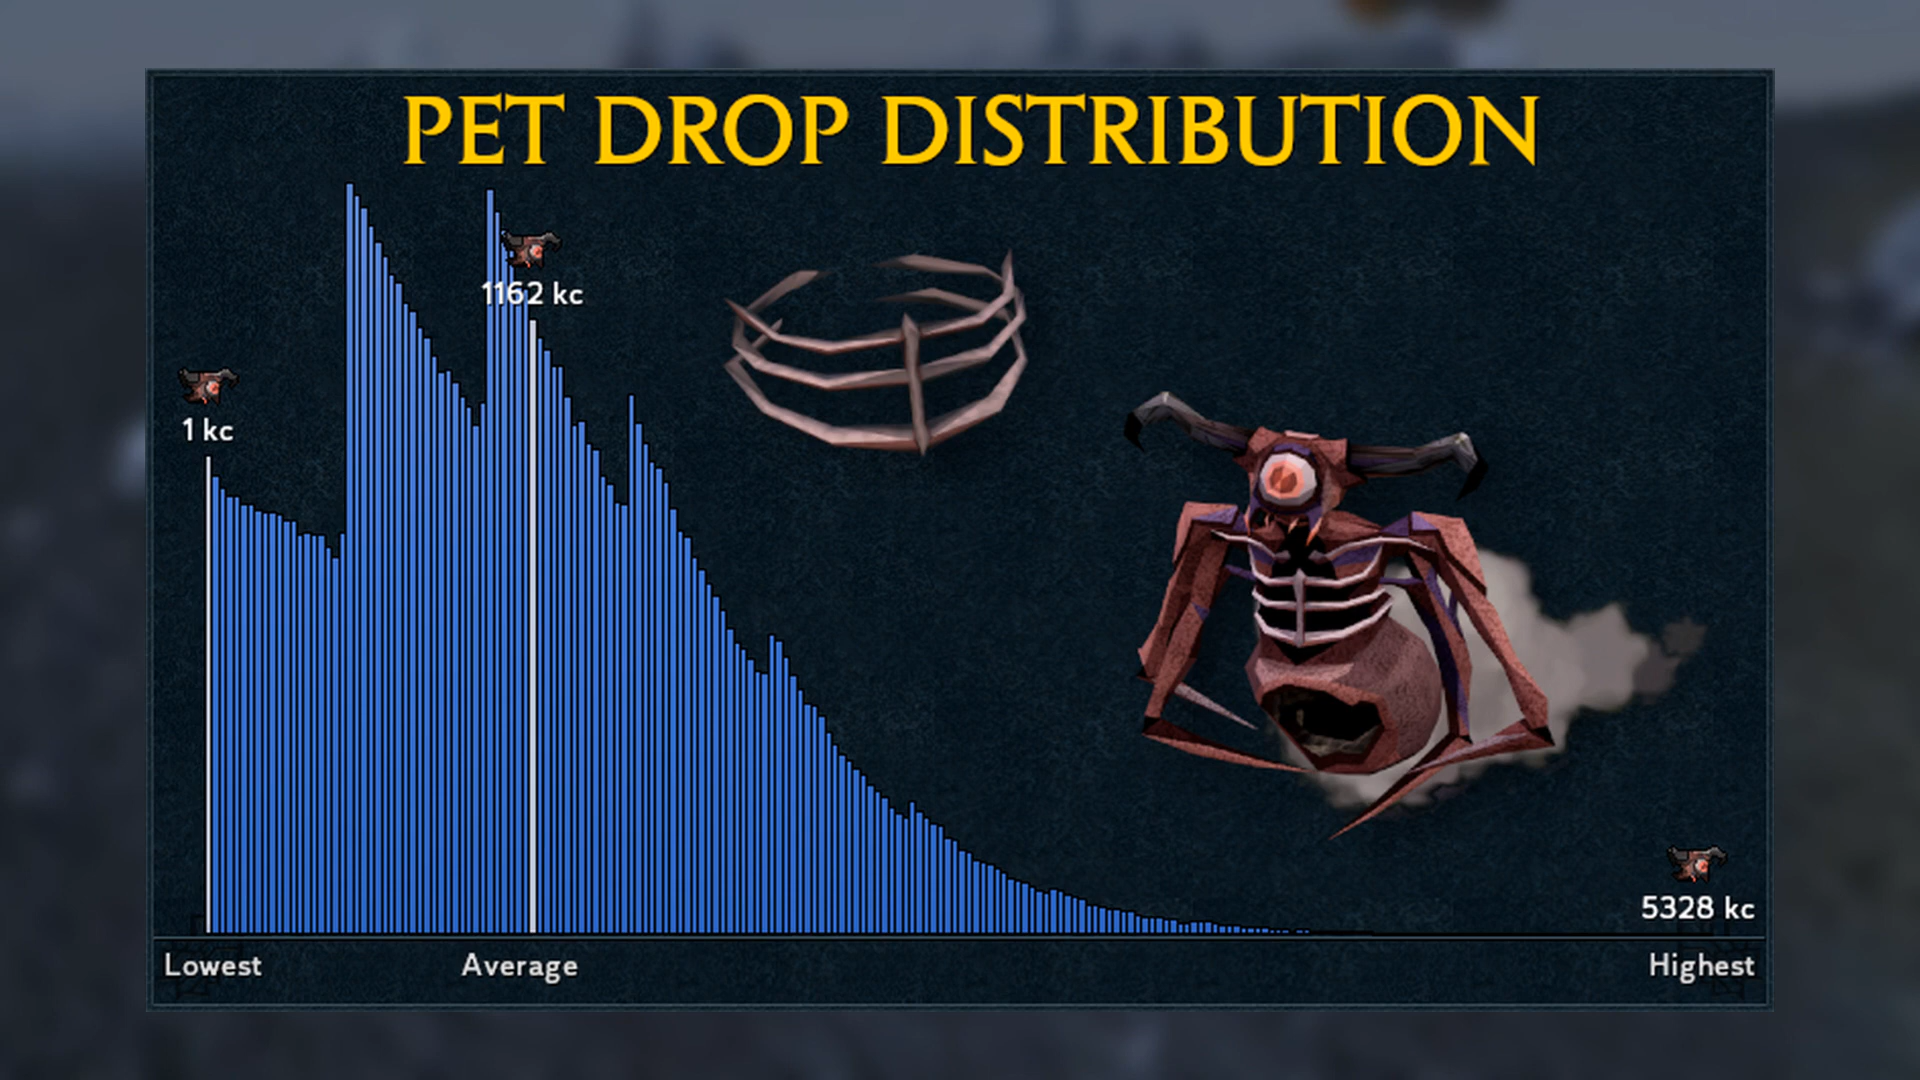 PET DROP DISTRIBUTION
1162 kc
1 kc
5328 kc
Lowest
Average
Highest